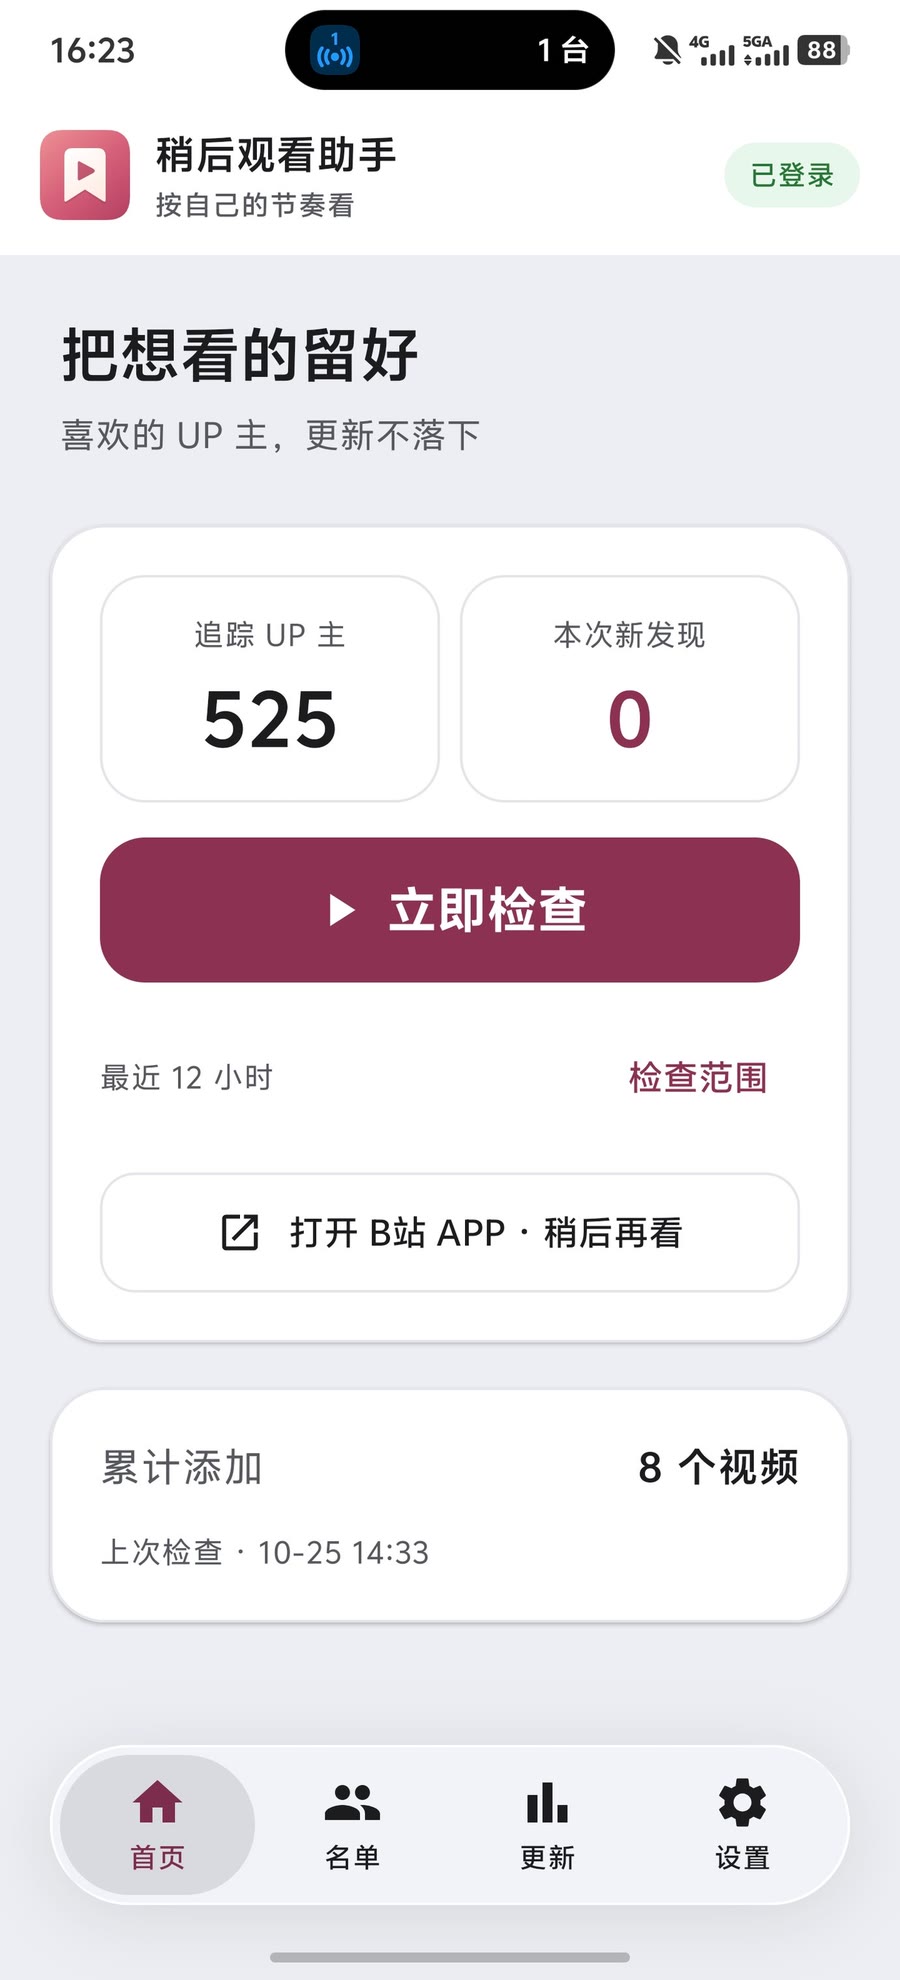 16:23
1
1 台
4G
5GA
88
稍后观看助手
按自己的节奏看
已登录
把想看的留好
喜欢的 UP 主，更新不落下
追踪 UP 主
525
本次新发现
0
立即检查
最近 12 小时
检查范围
打开 B站 APP · 稍后再看
累计添加
8 个视频
上次检查 · 10-25 14:33
首页
名单
更新
设置